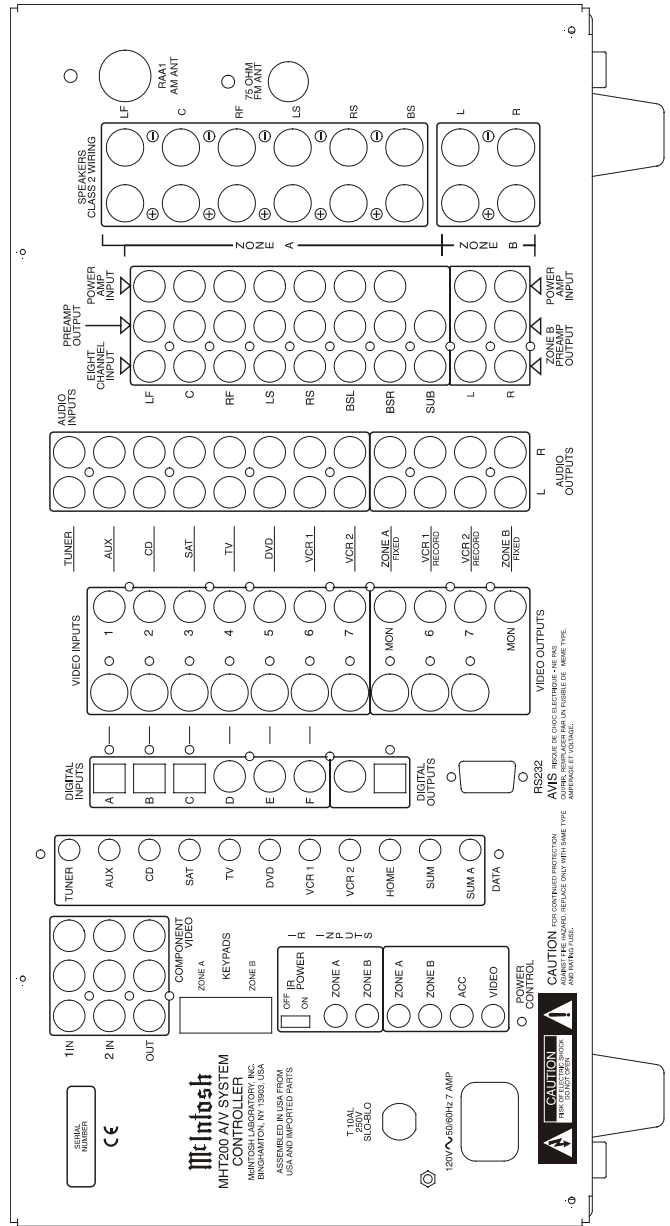 SERIAL
NUMBER
McIntosh
MHT200 A/V SYSTEM
CONTROLLER
McINTOSH LABORATORY, INC.
BINGHAMTON, NY 13903, USA
ASSEMBLED IN USA FROM
USA AND IMPORTED PARTS
T 10AL
250V
SLO-BLO
120V 50/60Hz 7 AMP
CAUTION
RISK OF ELECTRIC SHOCK
DO NOT OPEN
CAUTION FOR CONTINUED PROTECTION
AGAINST FIRE HAZARD, REPLACE ONLY WITH SAME TYPE
AND RATING FUSE.
AVIS RISQUE DE CHOC ELECTRIQUE - NE PAS
OUVRIR. REMPLACER PAR UN FUSIBLE DE MEME TYPE.
AMPERAGE ET VOLTAGE.
1 IN
2 IN
OUT
COMPONENT
VIDEO
ZONE A
KEYPADS
ZONE B
IR INPUTS
OFF
ON
IR
POWER
ZONE A
ZONE B
ZONE A
ZONE B
ACC
VIDEO
POWER
CONTROL
TUNER
AUX
CD
SAT
TV
DVD
VCR 1
VCR 2
HOME
SUM
SUM A
DATA
DIGITAL
INPUTS
A
B
C
D
E
F
DIGITAL
OUTPUTS
RS232
VIDEO INPUTS
1
2
3
4
5
6
7
MON
6
7
MON
VIDEO OUTPUTS
TUNER
AUX
CD
SAT
TV
DVD
VCR 1
VCR 2
ZONE A
FIXED
VCR 1
RECORD
VCR 2
RECORD
ZONE B
FIXED
AUDIO
INPUTS
L
R
AUDIO
OUTPUTS
EIGHT
CHANNEL
INPUT
PREAMP
OUTPUT
POWER
AMP
INPUT
LF
C
RF
LS
RS
BSL
BSR
SUB
L
R
ZONE B
PREAMP
OUTPUT
POWER
AMP
INPUT
ZONE A
ZONE B
SPEAKERS
CLASS 2 WIRING
LF
C
RF
LS
RS
BS
L
R
RAA1
AM ANT
75 OHM
FM ANT